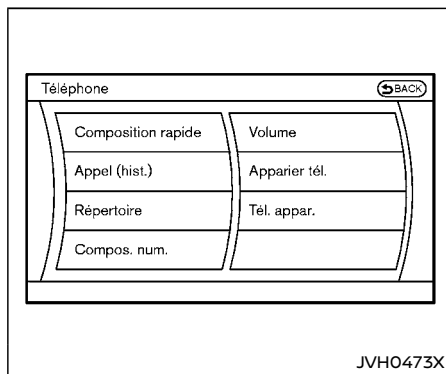 Téléphone
BACK
Composition rapide
Volume
Appel (hist.)
Apparier tél.
Répertoire
Tél. appar.
Compos. num.
JVH0473X